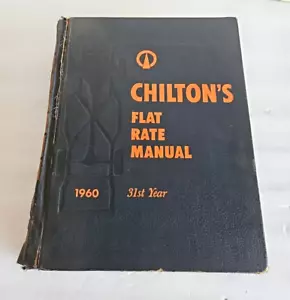 CHILTON'S
FLAT
RATE
MANUAL
1960 31st Year